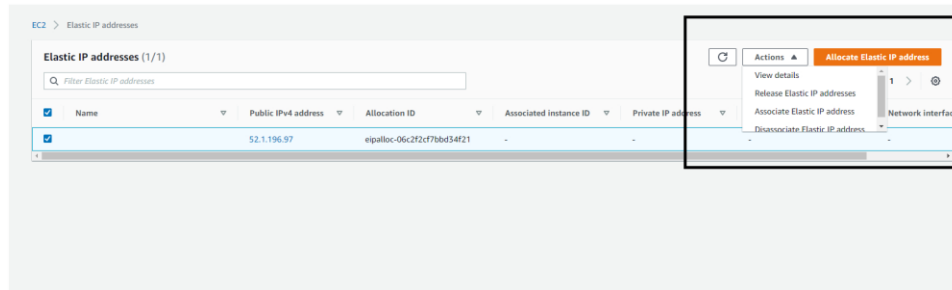 EC2 > Elastic IP addresses
Elastic IP addresses (1/1)
Actions ▲ Allocate Elastic IP address
Filter Elastic IP addresses
1 >
View details
Release Elastic IP addresses
Associate Elastic IP address
Disassociate Elastic IP address
Name Public IPv4 address Allocation ID Associated instance ID Private IP address Network interfac
52.1.196.97 eipalloc-06c2f2cf7bbd34f21 - - - -